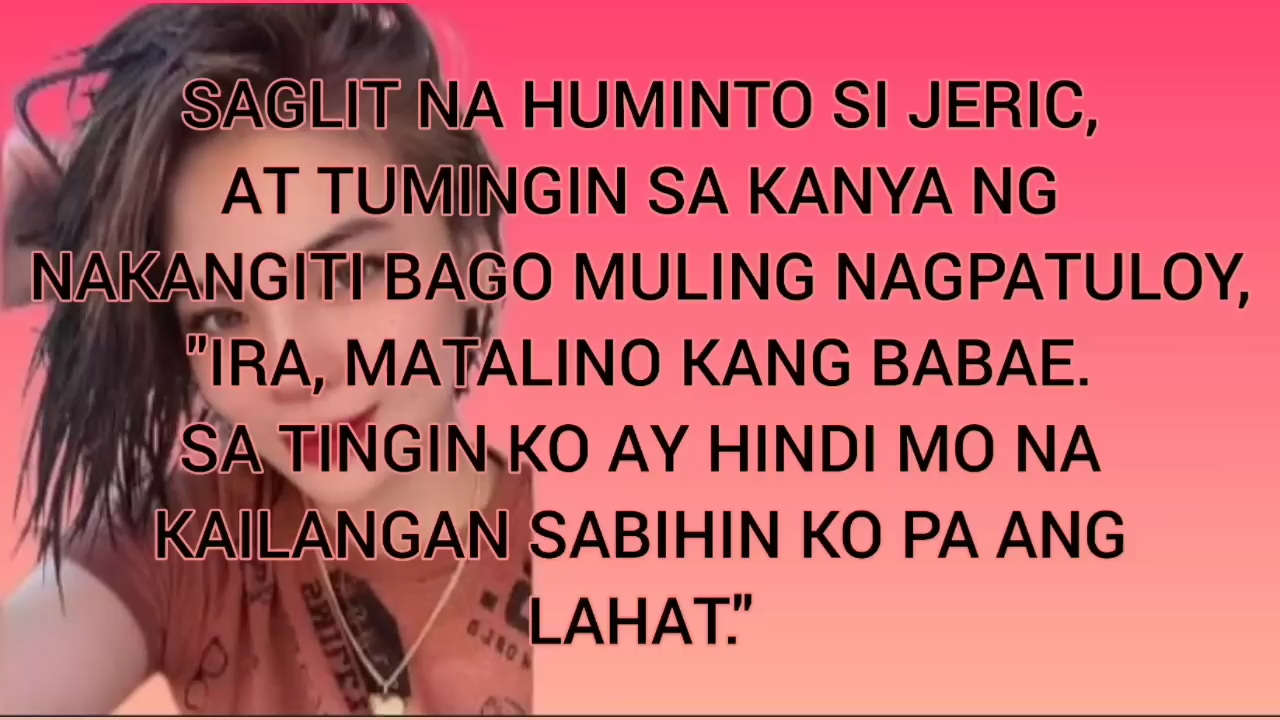 SAGLIT NA HUMINTO SI JERIC,
AT TUMINGIN SA KANYA NG
NAKANGITI BAGO MULING NAGPATULOY,
"IRA, MATALINO KANG BABAE.
SA TINGIN KO AY HINDI MO NA
KAILANGAN SABIHIN KO PA ANG
LAHAT."